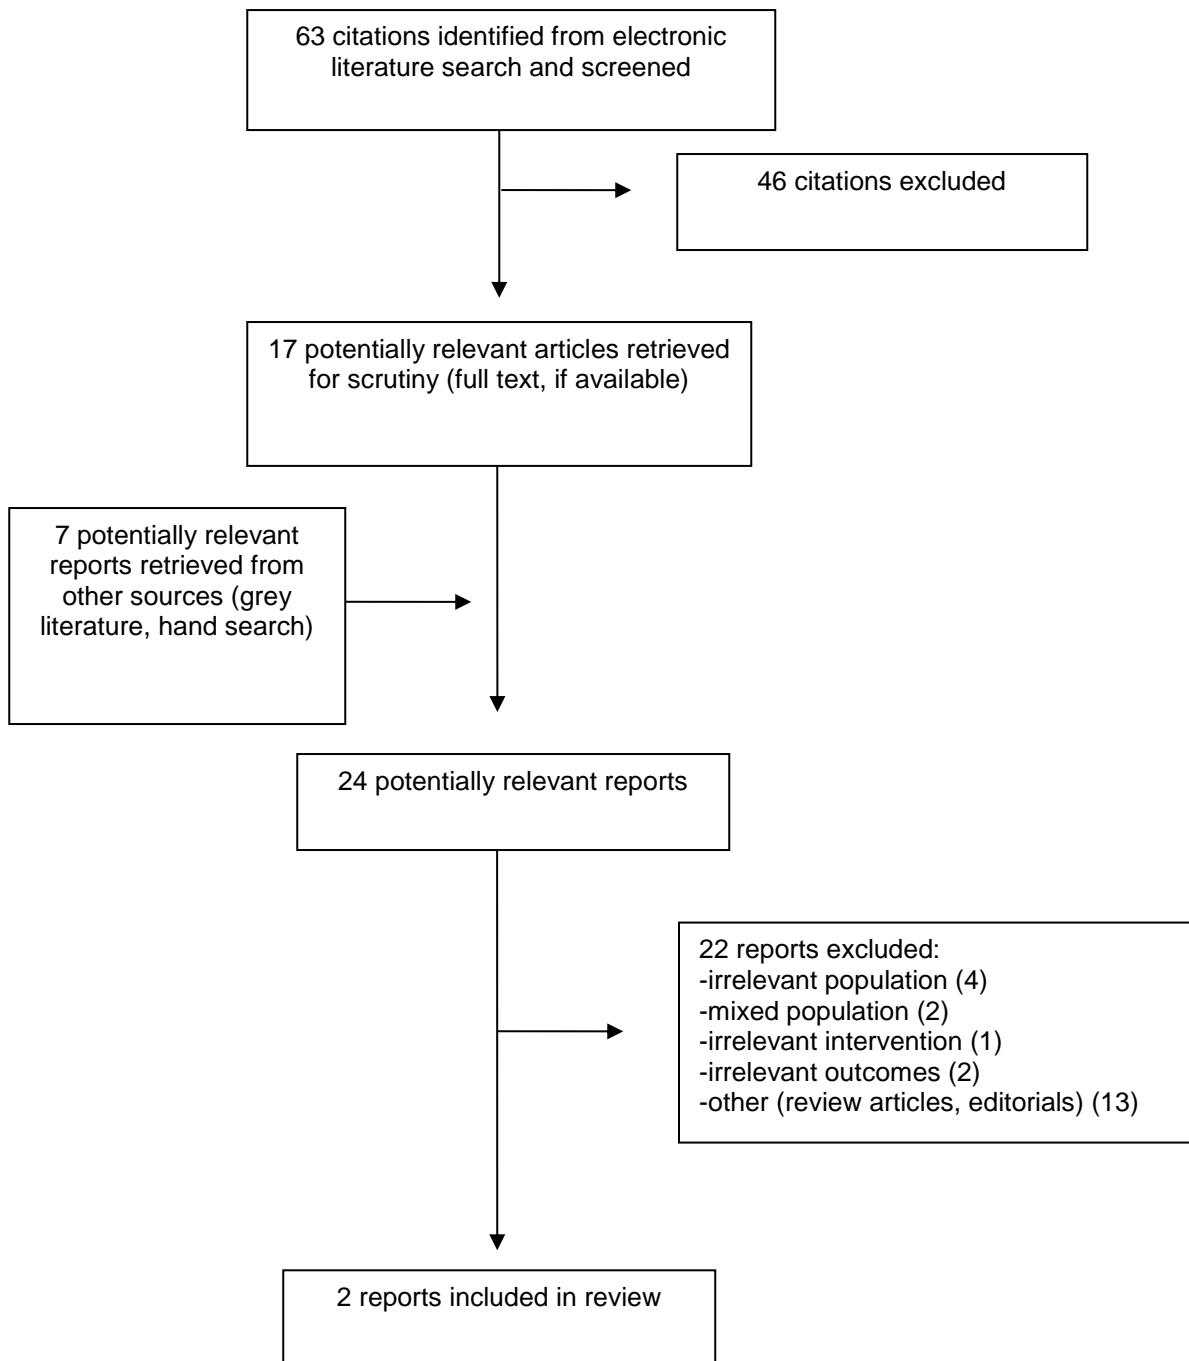 63 citations identified from electronic
literature search and screened
46 citations excluded
17 potentially relevant articles retrieved
for scrutiny (full text, if available)
7 potentially relevant
reports retrieved from
other sources (grey
literature, hand search)
24 potentially relevant reports
22 reports excluded:
-irrelevant population (4)
-mixed population (2)
-irrelevant intervention (1)
-irrelevant outcomes (2)
-other (review articles, editorials) (13)
2 reports included in review